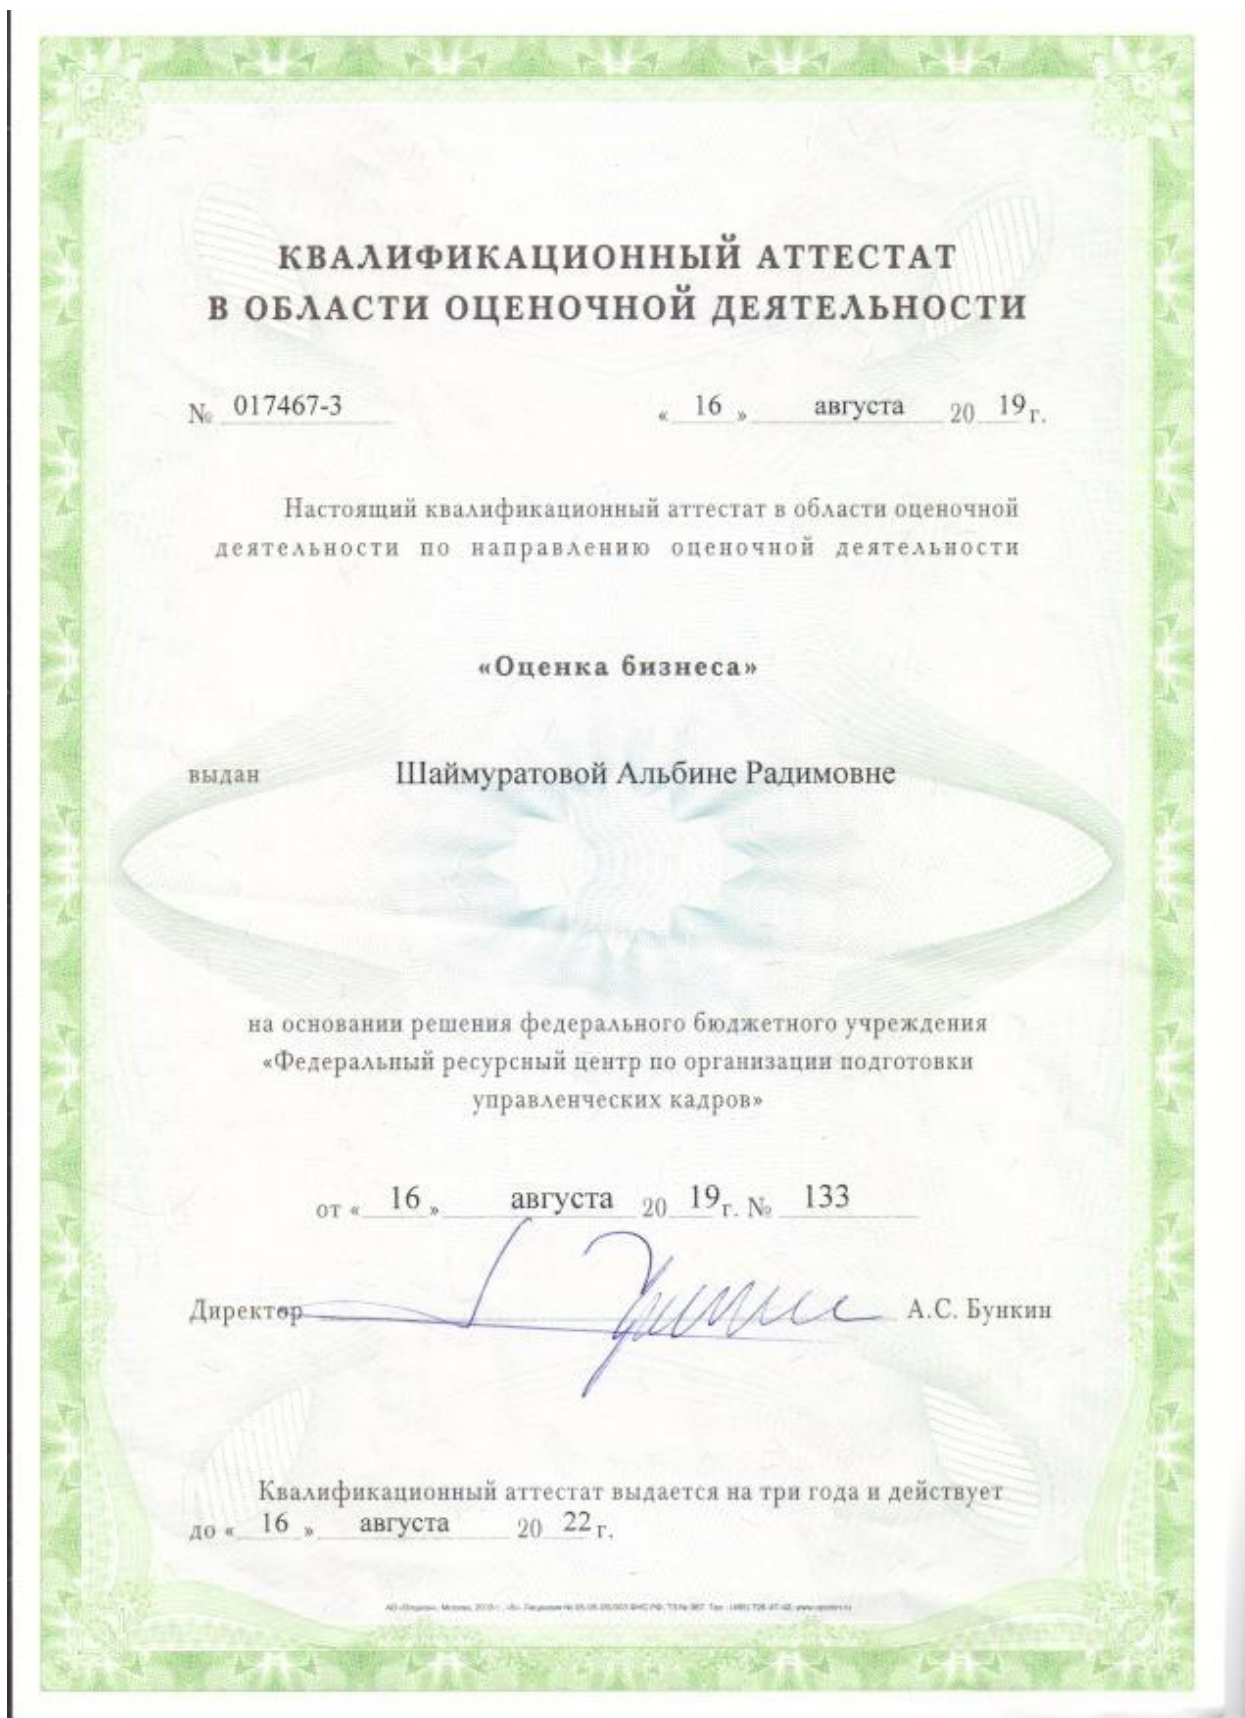 КВАЛИФИКАЦИОННЫЙ АТТЕСТАТ
В ОБЛАСТИ ОЦЕНОЧНОЙ ДЕЯТЕЛЬНОСТИ
№ 017467-3 « 16 » августа 20 19 г.
Настоящий квалификационный аттестат в области оценочной
деятельности по направлению оценочной деятельности
«Оценка бизнеса»
выдан Шаймуратовой Альбине Радимовне
на основании решения федерального бюджетного учреждения
«Федеральный ресурсный центр по организации подготовки
управленческих кадров»
от « 16 » августа 20 19 г. № 133
Директор А.С. Бункин
Квалификационный аттестат выдается на три года и действует
до « 16 » августа 20 22 г.